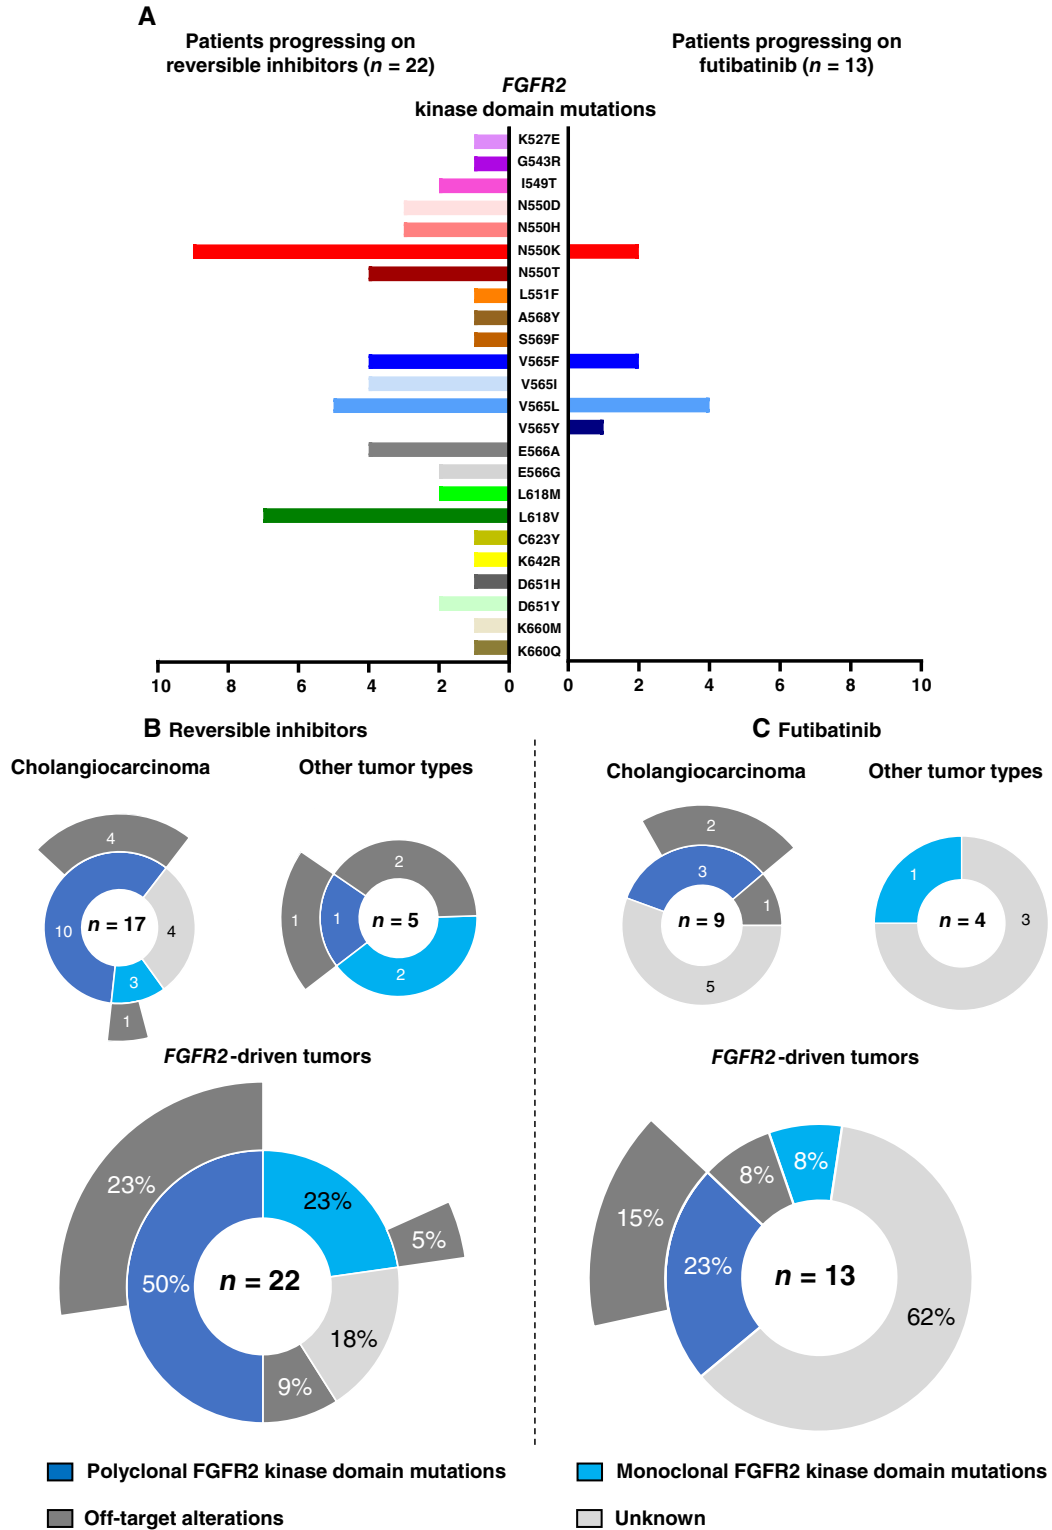 A
Patients progressing on
reversible inhibitors (n = 22)
Patients progressing on
futibatinib (n = 13)
FGFR2
kinase domain mutations
K527E
G543R
I549T
N550D
N550H
N550K
N550T
L551F
A568Y
S569F
V565F
V565I
V565L
V565Y
E566A
E566G
L618M
L618V
C623Y
K642R
D651H
D651Y
K660M
K660Q
10 8 6 4 2 0
0 2 4 6 8 10
B Reversible inhibitors
Cholangiocarcinoma
4
10
n = 17
4
3
1
Other tumor types
2
1
1
n = 5
2
FGFR2-driven tumors
23%
23%
5%
50%
n = 22
18%
9%
C Futibatinib
Cholangiocarcinoma
2
3
1
n = 9
5
Other tumor types
1
n = 4
3
FGFR2-driven tumors
8%
8%
15%
23%
n = 13
62%
Polyclonal FGFR2 kinase domain mutations
Monoclonal FGFR2 kinase domain mutations
Off-target alterations
Unknown